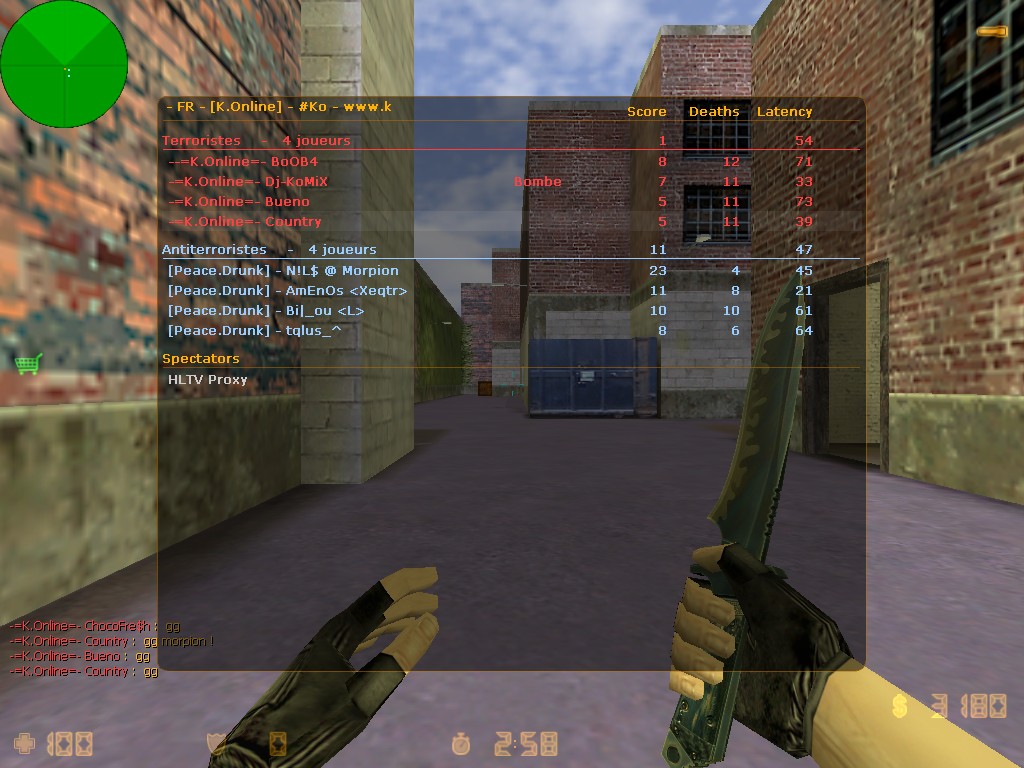 - FR - [K.Online] - #Ko - www.k
Score Deaths Latency
Terroristes - 4 joueurs 1 54
-=K.Online=- BoOB4 8 12 71
-=K.Online=- Dj-KoMiX Bombe 7 11 33
-=K.Online=- Bueno 5 11 73
-=K.Online=- Country 5 11 39
Antiterroristes - 4 joueurs 11 47
[Peace.Drunk] - N!L$ @ Morpion 23 4 45
[Peace.Drunk] - AmEnOs <Xeqtr> 11 8 21
[Peace.Drunk] - Bi|_ou <L> 10 10 61
[Peace.Drunk] - tqlus_^ 8 6 64
Spectators
HLTV Proxy
-=K.Online=- ChocoFre$h : gg
-=K.Online=- Country : gg morpion !
-=K.Online=- Bueno : gg
-=K.Online=- Country : gg
$ 3180
100 0 2:58